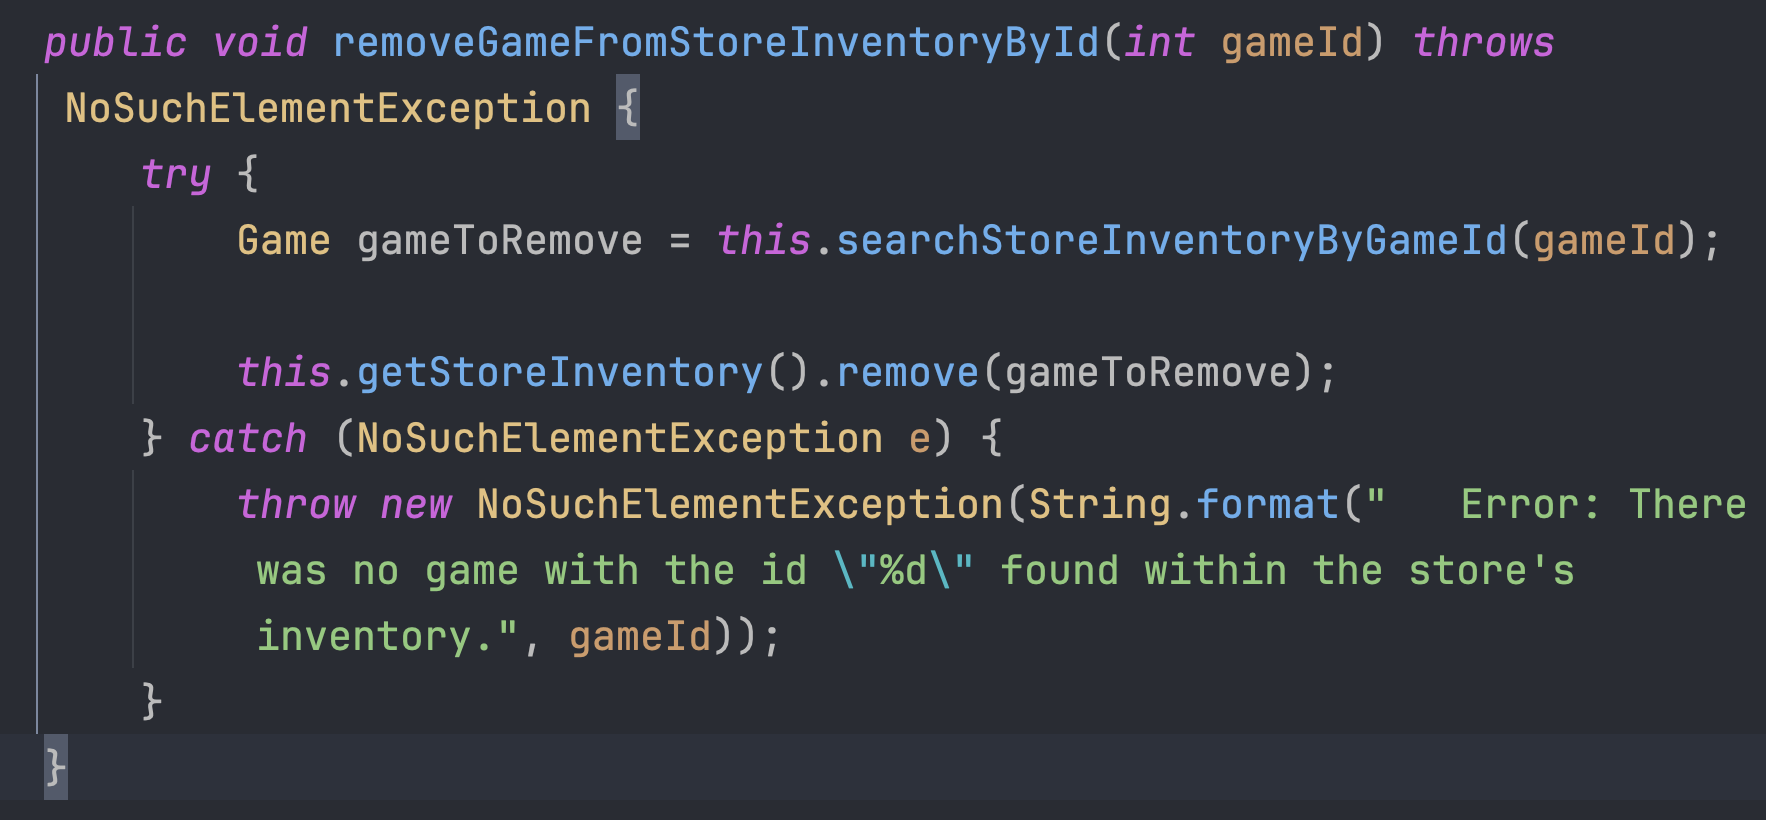 public void removeGameFromStoreInventoryById(int gameId) throws
NoSuchElementException {
try {
Game gameToRemove = this.searchStoreInventoryByGameId(gameId);
this.getStoreInventory().remove(gameToRemove);
} catch (NoSuchElementException e) {
throw new NoSuchElementException(String.format("   Error: There
was no game with the id \"%d\" found within the store's
inventory.", gameId));
}
}